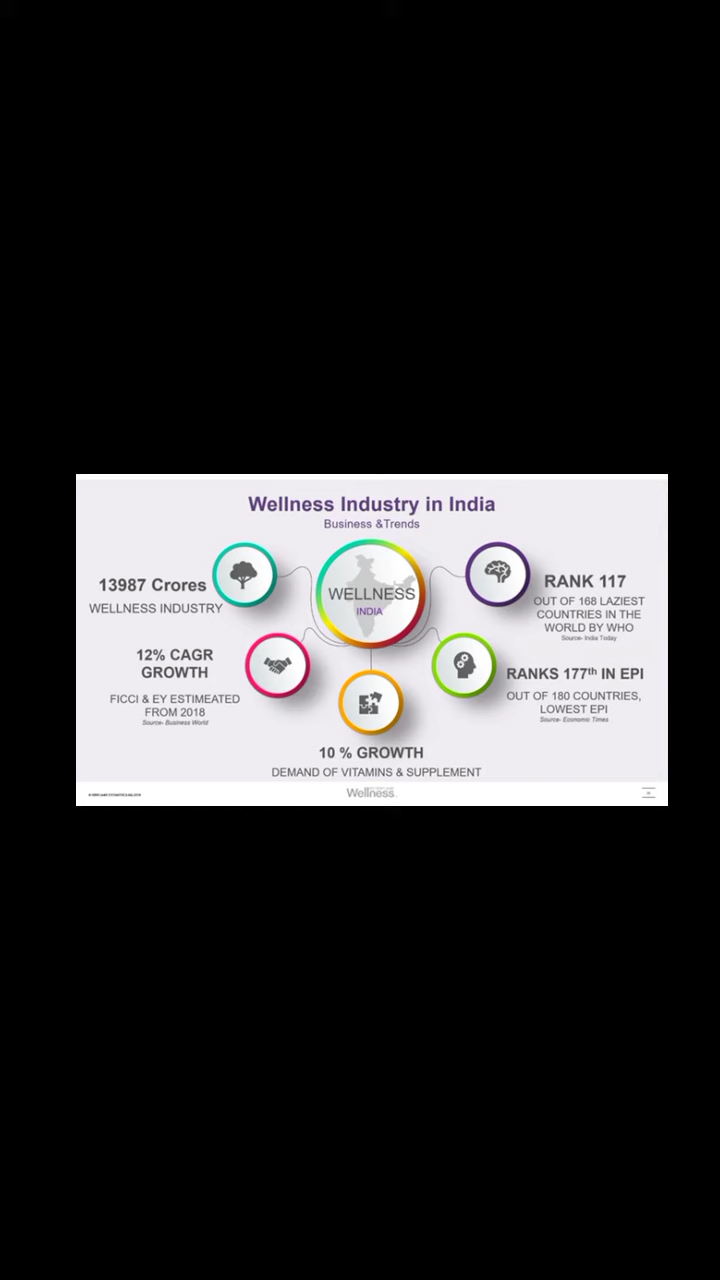 Wellness Industry in India
Business &Trends
13987 Crores
WELLNESS INDUSTRY
WELLNESS
INDIA
RANK 117
OUT OF 168 LAZIEST
COUNTRIES IN THE
WORLD BY WHO
Source- India Today
12% CAGR
GROWTH
FICCI & EY ESTIMEATED
FROM 2018
Source- Business World
RANKS 177th IN EPI
OUT OF 180 COUNTRIES,
LOWEST EPI
Source- Economic Times
10 % GROWTH
DEMAND OF VITAMINS & SUPPLEMENT
Wellness